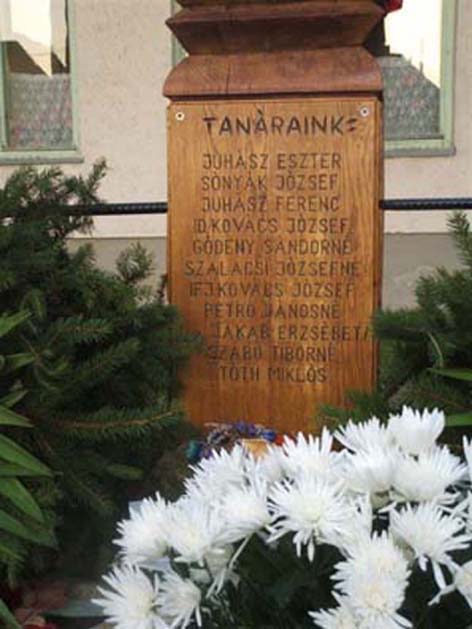 TANÀRAINK:
JUHÁSZ ESZTER
SONYÁK JÓZSEF
JUHÁSZ FERENC
ID.KOVÁCS JÓZSEF
GÖDÉNY SÁNDORNÉ
SZALACSI JÓZSEFNÉ
IFJ.KOVÁCS JÓZSEF
PETRÓ JÁNOSNÉ
JAKAB ERZSÉBET
SZABÓ TIBORNÉ
TÓTH MIKLÓS